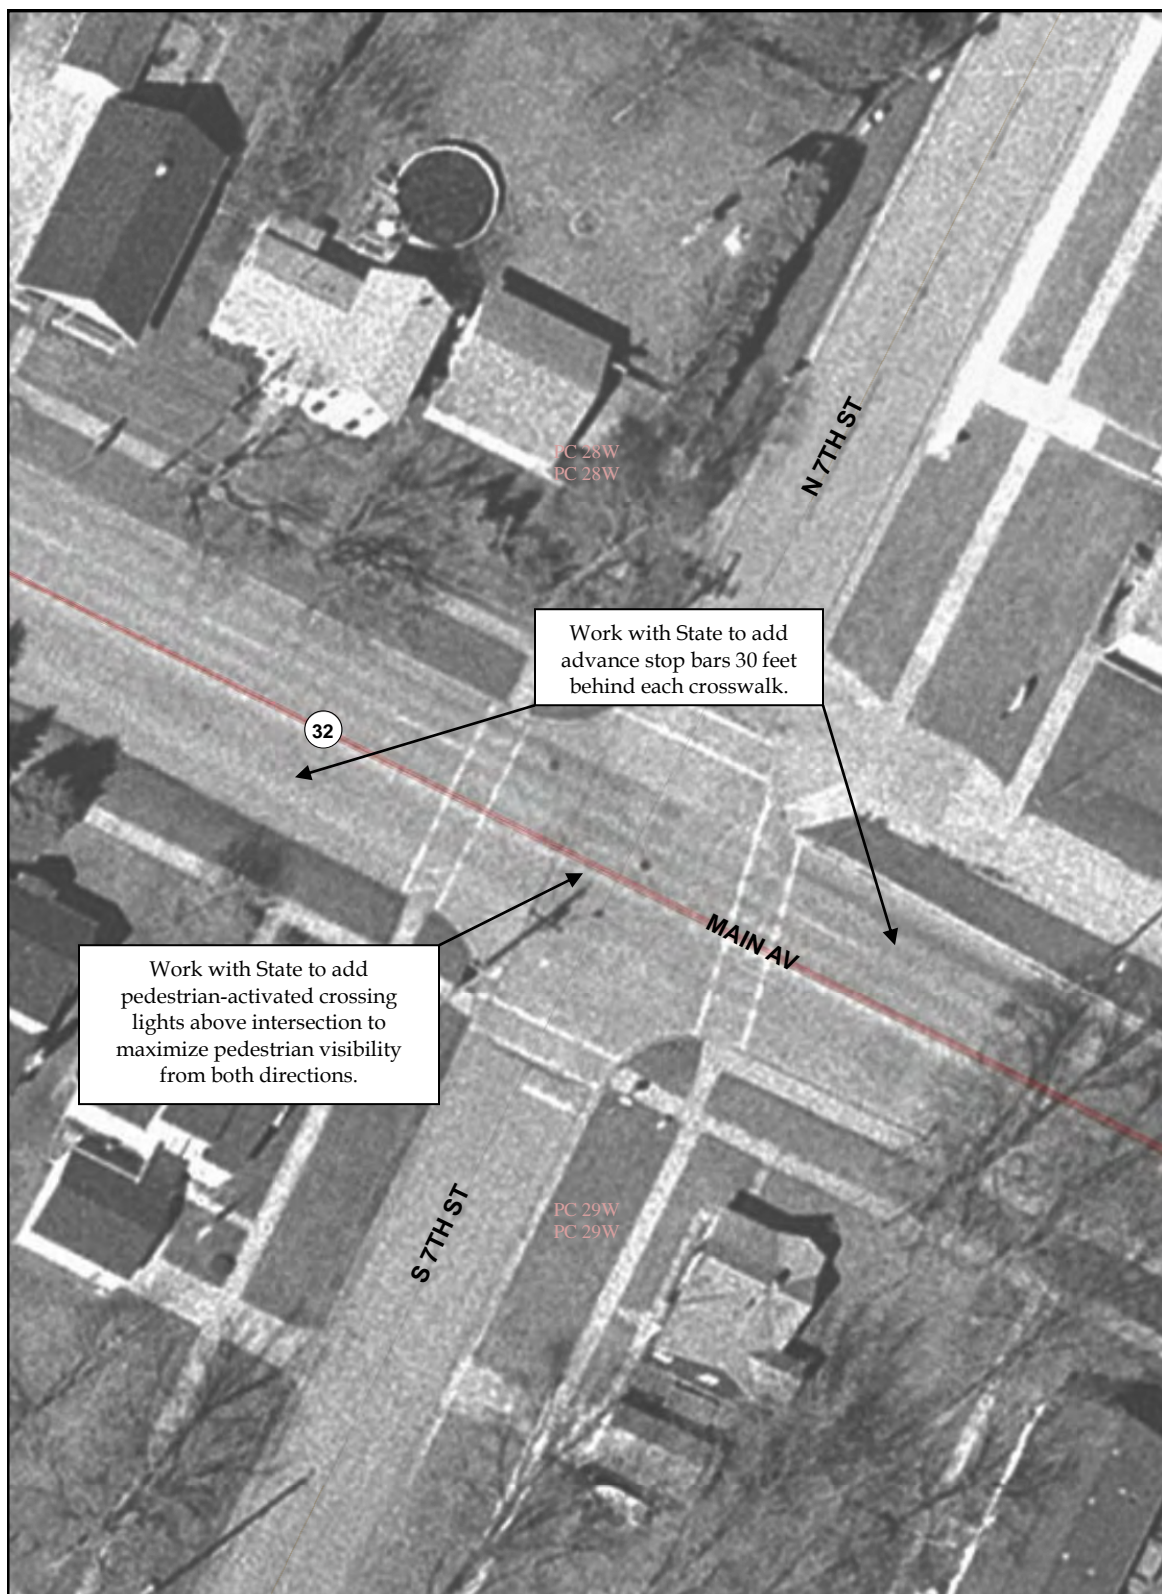 PC 28W
PC 28W
N 7TH ST
Work with State to add
advance stop bars 30 feet
behind each crosswalk.
32
MAIN AV
Work with State to add
pedestrian-activated crossing
lights above intersection to
maximize pedestrian visibility
from both directions.
S 7TH ST
PC 29W
PC 29W